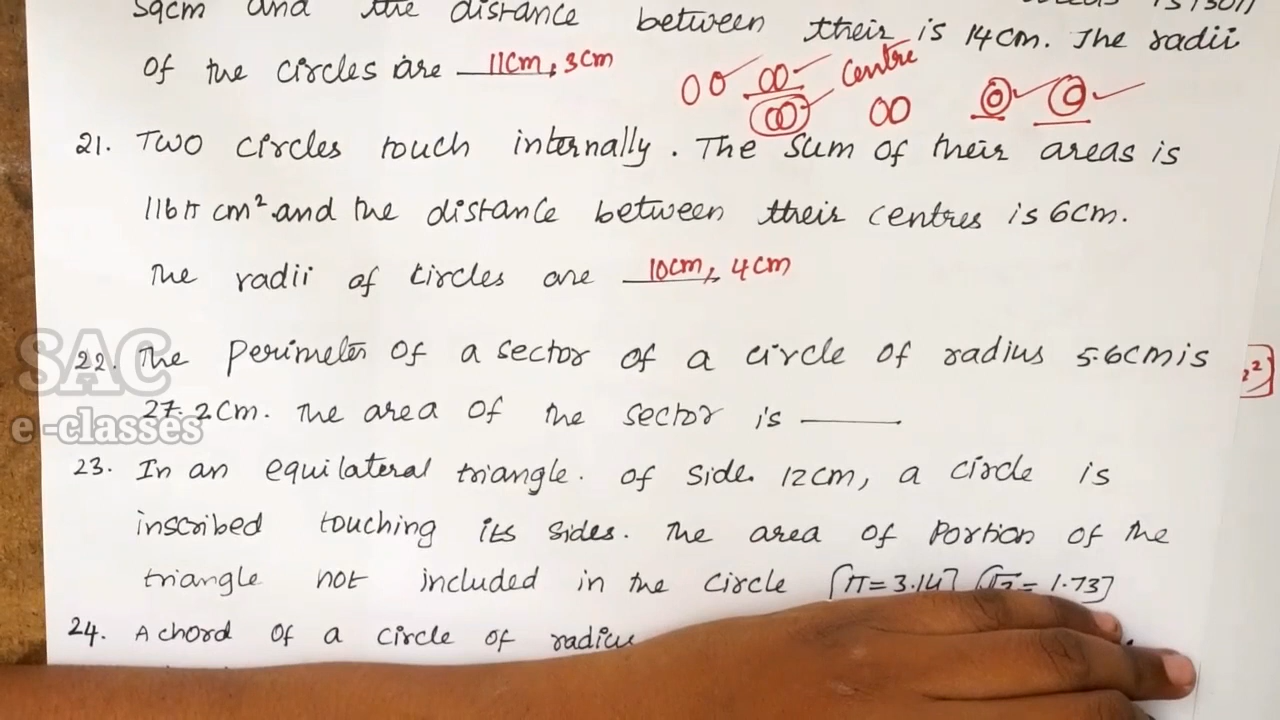 sqcm and the distance between their is 14cm. The radii
of the circles are 11cm, 3cm
centre
21. Two circles touch internally. The sum of their areas is
116π cm² and the distance between their centres is 6cm.
The radii of circles are 10cm, 4cm
22. The perimeter of a sector of a circle of radius 5.6cm is
27.2cm. The area of the sector is ______
23. In an equilateral triangle. of side 12cm, a circle is
inscribed touching its sides. The area of Portion of the
triangle not included in the circle [π=3.14] 1.73]
24. A chord of a circle of radius
SAC
e-classes